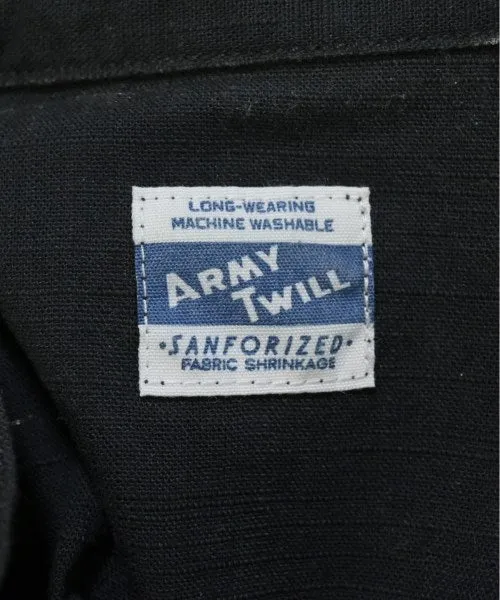 LONG-WEARING
MACHINE WASHABLE
ARMY
TWILL
·SANFORIZED·
FABRIC SHRINKAGE